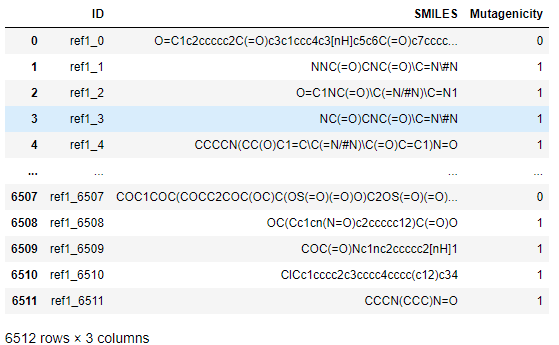 ID SMILES Mutagenicity
0 ref1_0 O=C1c2ccccc2C(=O)c3c1ccc4c3[nH]c5c6C(=O)c7cccc... 0
1 ref1_1 NNC(=O)CNC(=O)\C=N\#N 1
2 ref1_2 O=C1NC(=O)\C(=N/#N)\C=N1 1
3 ref1_3 NC(=O)CNC(=O)\C=N\#N 1
4 ref1_4 CCCCN(CC(O)C1=C\C(=N/#N)\C(=O)C=C1)N=O 1
... ... ... ...
6507 ref1_6507 COC1COC(COCC2COC(OC)C(OS(=O)(=O)O)C2OS(=O)(=O)... 0
6508 ref1_6508 OC(Cc1cn(N=O)c2ccccc12)C(=O)O 1
6509 ref1_6509 COC(=O)Nc1nc2ccccc2[nH]1 1
6510 ref1_6510 ClCc1cccc2c3cccc4cccc(c12)c34 1
6511 ref1_6511 CCCN(CCC)N=O 1
6512 rows × 3 columns